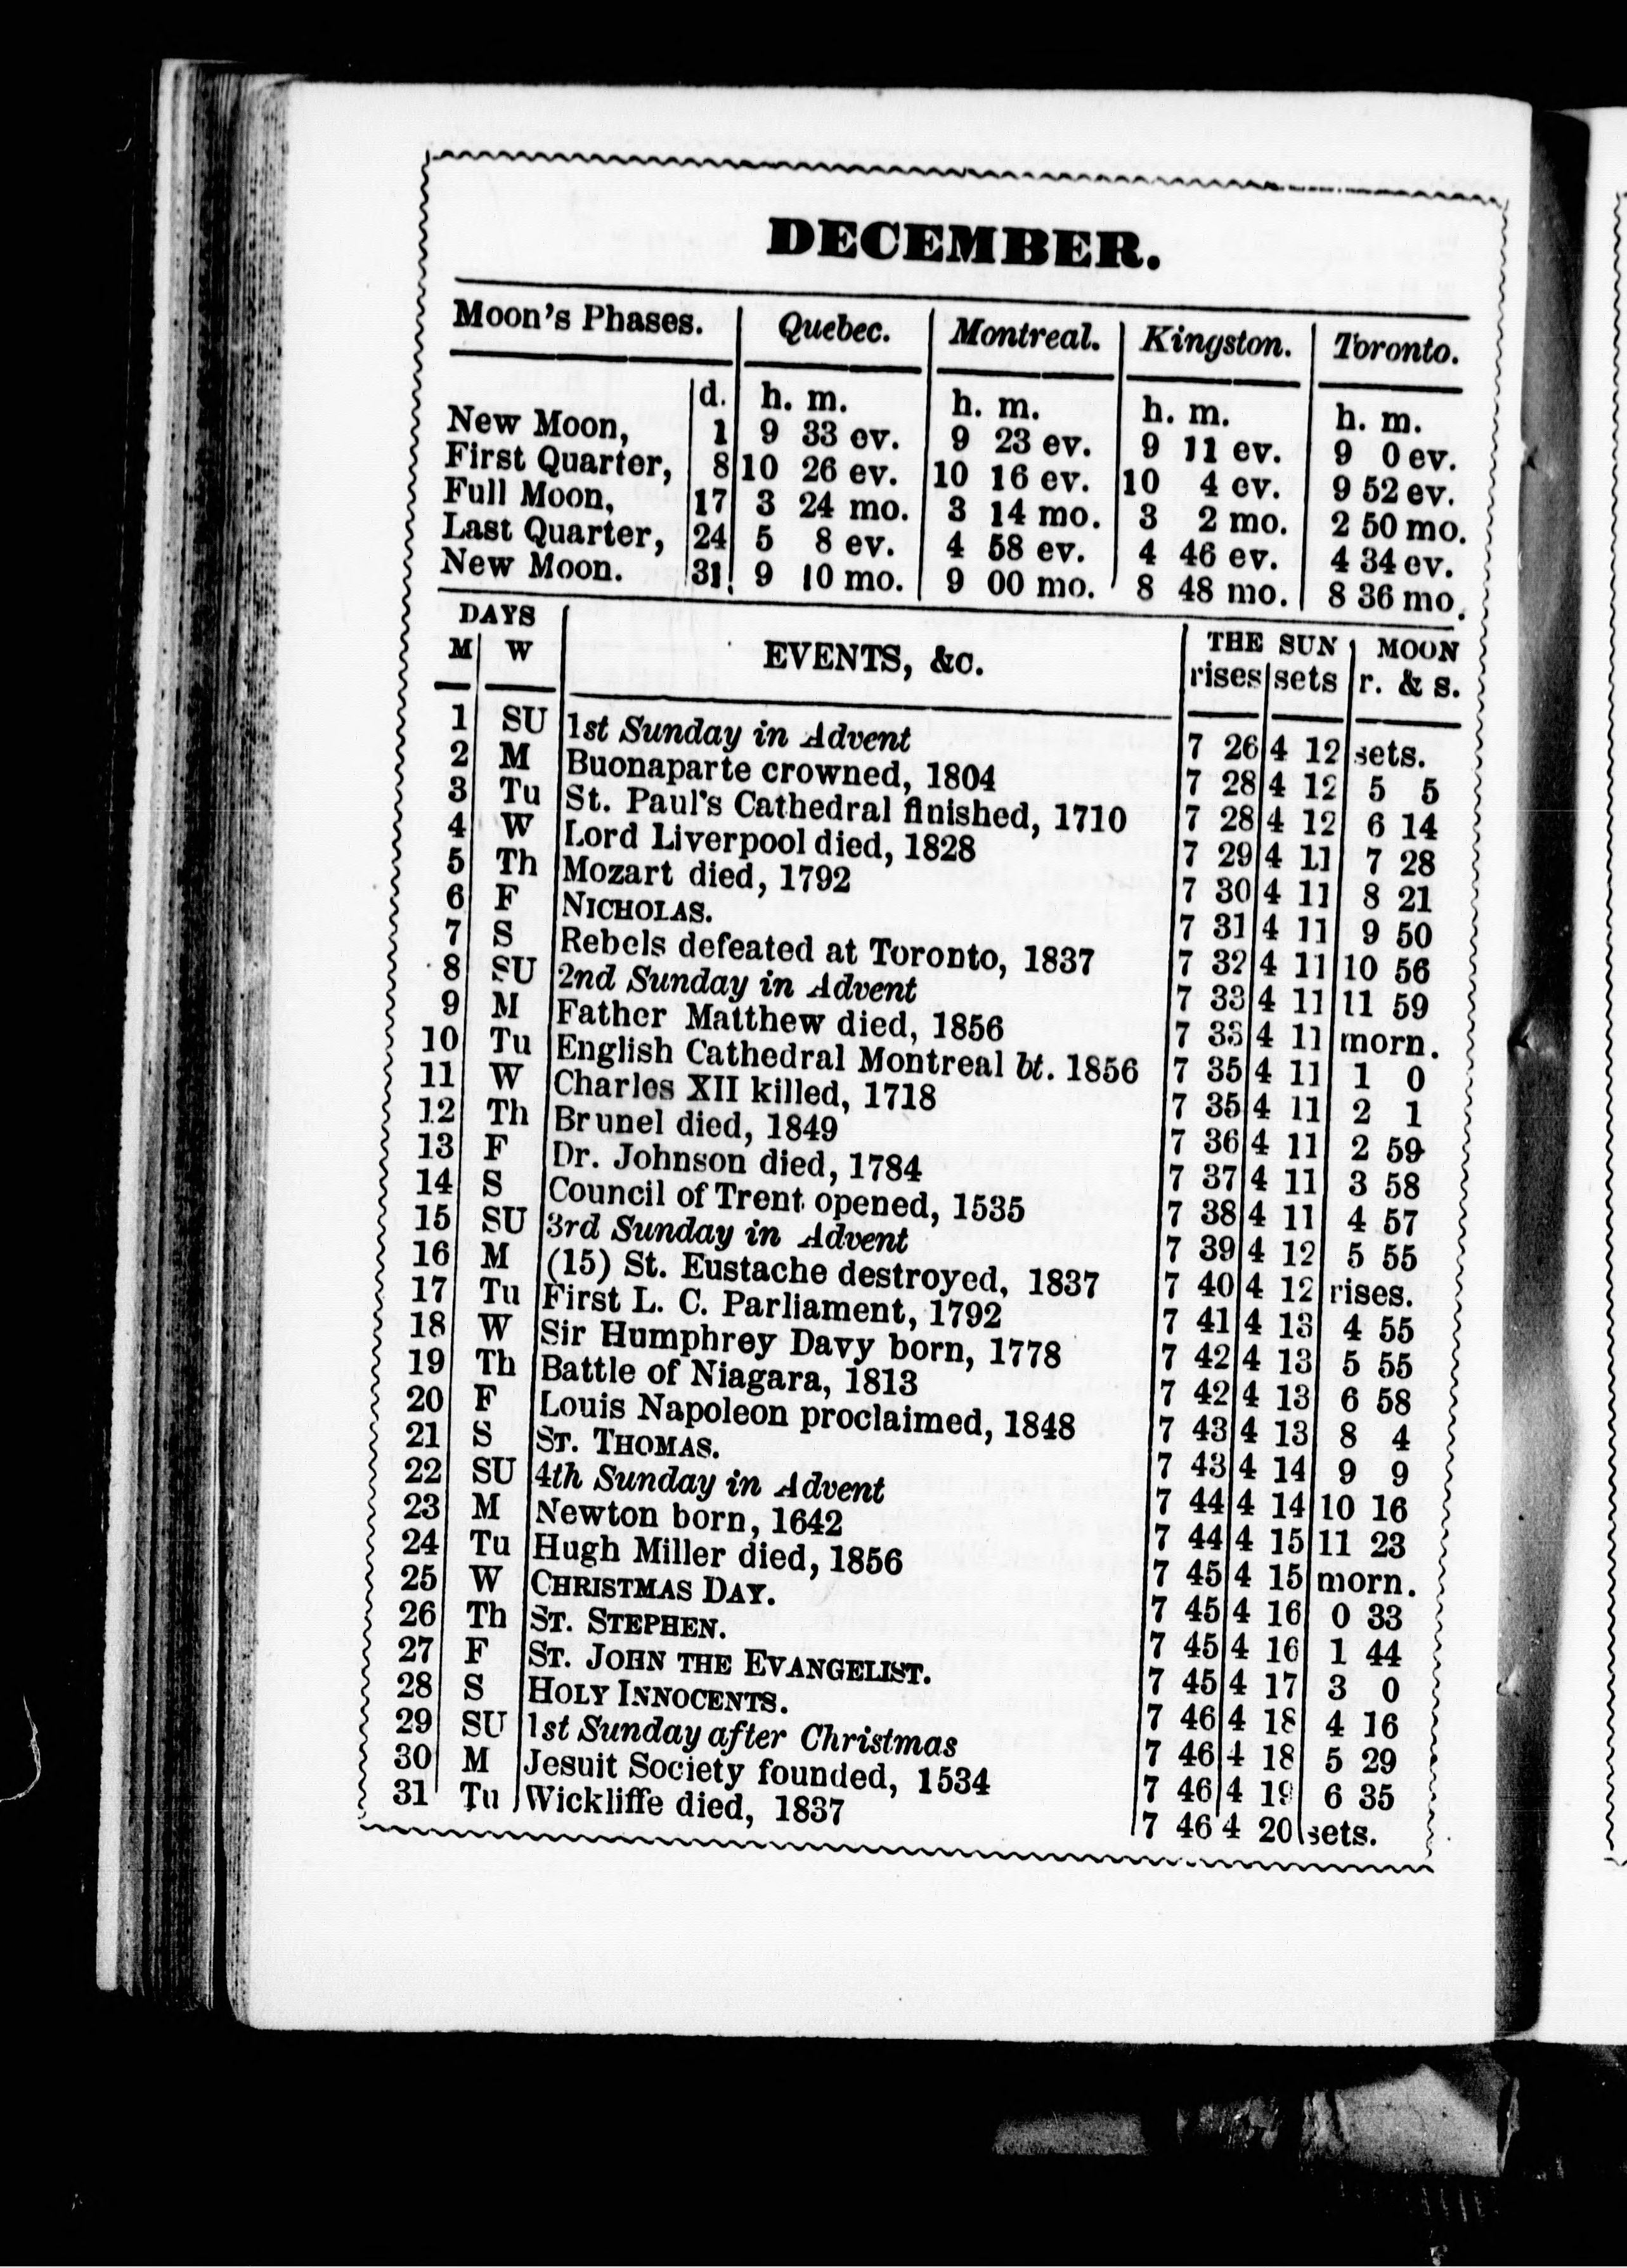 DECEMBER.
Moon's Phases. Quebec. Montreal. Kingston. Toronto.
d. h. m. h. m. h. m. h. m.
New Moon, 1 9 33 ev. 9 23 ev. 9 11 ev. 9 0 ev.
First Quarter, 8 10 26 ev. 10 16 ev. 10 4 ev. 9 52 ev.
Full Moon, 17 3 24 mo. 3 14 mo. 3 2 mo. 2 50 mo.
Last Quarter, 24 5 8 ev. 4 58 ev. 4 46 ev. 4 34 ev.
New Moon. 31 9 10 mo. 9 00 mo. 8 48 mo. 8 36 mo.
DAYS EVENTS, &c. THE SUN MOON
M W rises sets r. & s.
1 SU 1st Sunday in Advent 7 26 4 12 sets.
2 M Buonaparte crowned, 1804 7 28 4 12 5 5
3 Tu St. Paul's Cathedral finished, 1710 7 28 4 12 6 14
4 W Lord Liverpool died, 1828 7 29 4 11 7 28
5 Th Mozart died, 1792 7 30 4 11 8 21
6 F NICHOLAS. 7 31 4 11 9 50
7 S Rebels defeated at Toronto, 1837 7 32 4 11 10 56
8 SU 2nd Sunday in Advent 7 33 4 11 11 59
9 M Father Matthew died, 1856 7 33 4 11 morn.
10 Tu English Cathedral Montreal bt. 1856 7 35 4 11 1 0
11 W Charles XII killed, 1718 7 35 4 11 2 1
12 Th Brunel died, 1849 7 36 4 11 2 59
13 F Dr. Johnson died, 1784 7 37 4 11 3 58
14 S Council of Trent opened, 1535 7 38 4 11 4 57
15 SU 3rd Sunday in Advent 7 39 4 12 5 55
16 M (15) St. Eustache destroyed, 1837 7 40 4 12 rises.
17 Tu First L. C. Parliament, 1792 7 41 4 13 4 55
18 W Sir Humphrey Davy born, 1778 7 42 4 13 5 55
19 Th Battle of Niagara, 1813 7 42 4 13 6 58
20 F Louis Napoleon proclaimed, 1848 7 43 4 13 8 4
21 S ST. THOMAS. 7 43 4 14 9 9
22 SU 4th Sunday in Advent 7 44 4 14 10 16
23 M Newton born, 1642 7 44 4 15 11 23
24 Tu Hugh Miller died, 1856 7 45 4 15 morn.
25 W CHRISTMAS DAY. 7 45 4 16 0 33
26 Th ST. STEPHEN. 7 45 4 16 1 44
27 F ST. JOHN THE EVANGELIST. 7 45 4 17 3 0
28 S HOLY INNOCENTS. 7 46 4 18 4 16
29 SU 1st Sunday after Christmas 7 46 4 18 5 29
30 M Jesuit Society founded, 1534 7 46 4 19 6 35
31 Tu Wickliffe died, 1837 7 46 4 20 sets.